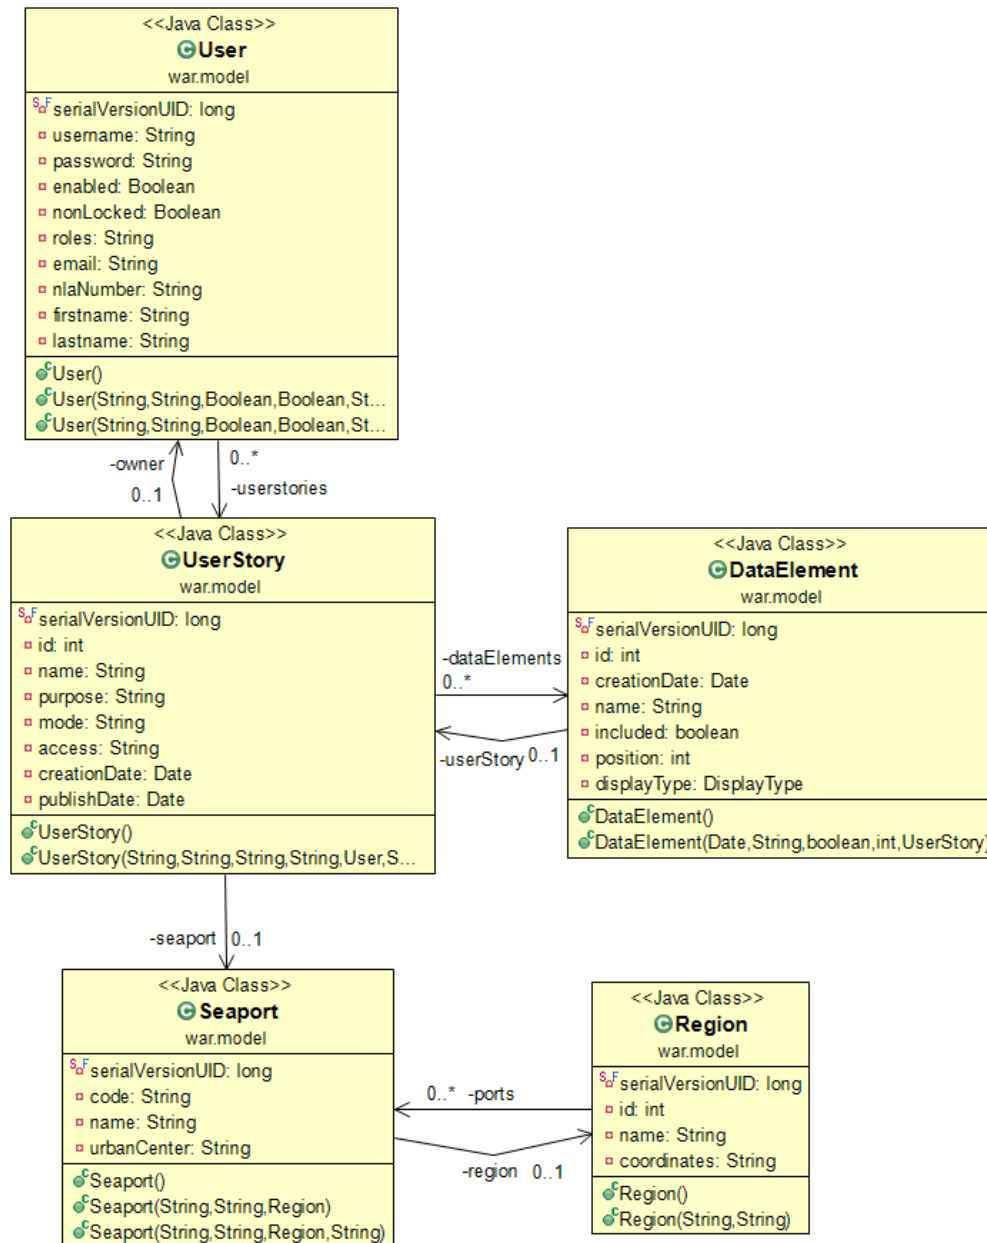 <<Java Class>>
User
war.model
serialVersionUID: long
username: String
password: String
enabled: Boolean
nonLocked: Boolean
roles: String
email: String
nlaNumber: String
firstname: String
lastname: String
User()
User(String,String,Boolean,Boolean,St...
User(String,String,Boolean,Boolean,St...
-owner
0..1
0..*
-userstories
<<Java Class>>
UserStory
war.model
serialVersionUID: long
id: int
name: String
purpose: String
mode: String
access: String
creationDate: Date
publishDate: Date
UserStory()
UserStory(String,String,String,String,User,S...
-dataElements
0..*
-userStory 0..1
<<Java Class>>
DataElement
war.model
serialVersionUID: long
id: int
creationDate: Date
name: String
included: boolean
position: int
displayType: DisplayType
DataElement()
DataElement(Date,String,boolean,int,UserStory)
-seaport 0..1
<<Java Class>>
Seaport
war.model
serialVersionUID: long
code: String
name: String
urbanCenter: String
Seaport()
Seaport(String,String,Region)
Seaport(String,String,Region,String)
0..* -ports
-region 0..1
<<Java Class>>
Region
war.model
serialVersionUID: long
id: int
name: String
coordinates: String
Region()
Region(String,String)